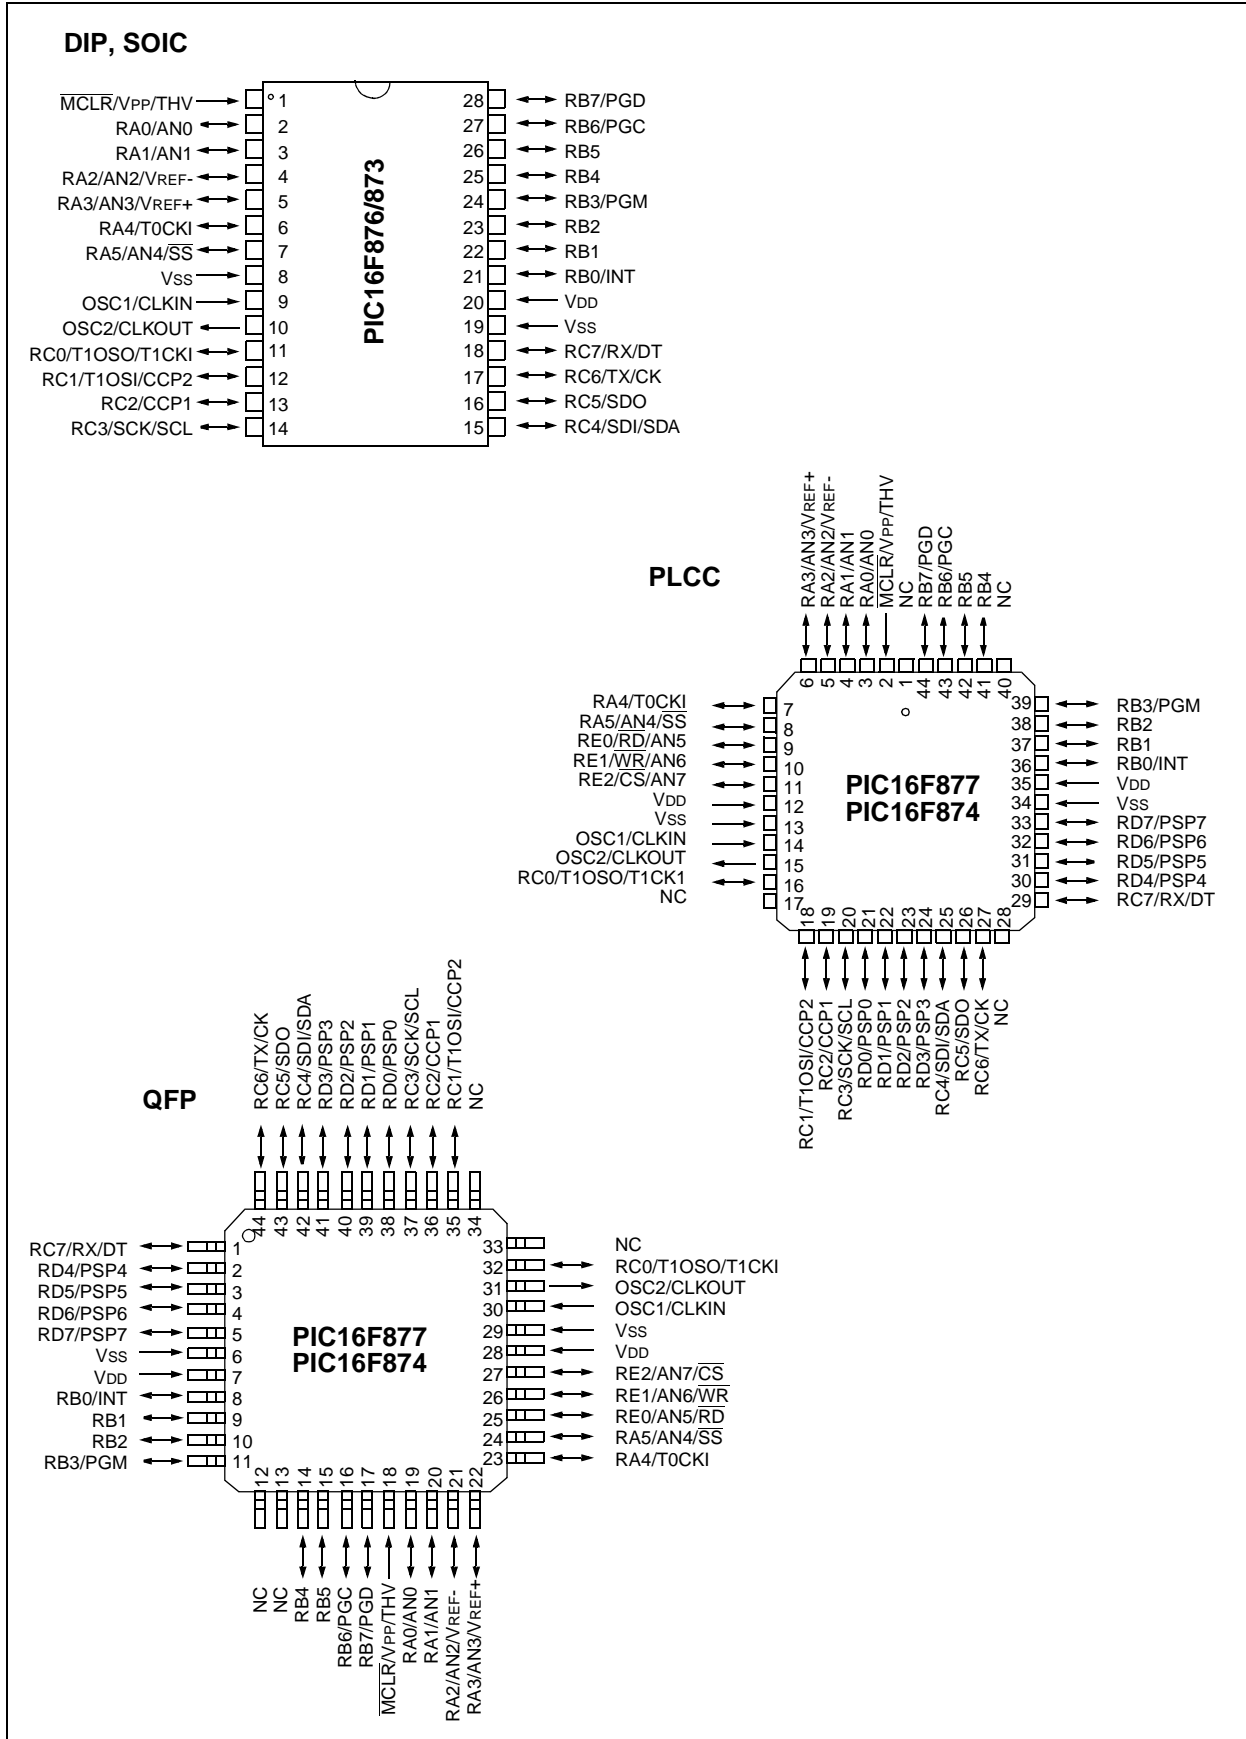 DIP, SOIC
MCLR/VPP/THV
RA0/AN0
RA1/AN1
RA2/AN2/VREF-
RA3/AN3/VREF+
RA4/T0CKI
RA5/AN4/SS
VSS
OSC1/CLKIN
OSC2/CLKOUT
RC0/T1OSO/T1CKI
RC1/T1OSI/CCP2
RC2/CCP1
RC3/SCK/SCL
1
2
3
4
5
6
7
8
9
10
11
12
13
14
PIC16F876/873
28
27
26
25
24
23
22
21
20
19
18
17
16
15
RB7/PGD
RB6/PGC
RB5
RB4
RB3/PGM
RB2
RB1
RB0/INT
VDD
VSS
RC7/RX/DT
RC6/TX/CK
RC5/SDO
RC4/SDI/SDA
PLCC
RA3/AN3/VREF+
RA2/AN2/VREF-
RA1/AN1
RA0/AN0
MCLR/VPP/THV
NC
RB7/PGD
RB6/PGC
RB5
RB4
NC
6
5
4
3
2
1
44
43
42
41
40
RA4/T0CKI
RA5/AN4/SS
RE0/RD/AN5
RE1/WR/AN6
RE2/CS/AN7
VDD
VSS
OSC1/CLKIN
OSC2/CLKOUT
RC0/T1OSO/T1CK1
NC
7
8
9
10
11
12
13
14
15
16
17
PIC16F877
PIC16F874
39
38
37
36
35
34
33
32
31
30
29
RB3/PGM
RB2
RB1
RB0/INT
VDD
VSS
RD7/PSP7
RD6/PSP6
RD5/PSP5
RD4/PSP4
RC7/RX/DT
18
19
20
21
22
23
24
25
26
27
28
RC1/T1OSI/CCP2
RC2/CCP1
RC3/SCK/SCL
RD0/PSP0
RD1/PSP1
RD2/PSP2
RD3/PSP3
RC4/SDI/SDA
RC5/SDO
RC6/TX/CK
NC
QFP
RC6/TX/CK
RC5/SDO
RC4/SDI/SDA
RD3/PSP3
RD2/PSP2
RD1/PSP1
RD0/PSP0
RC3/SCK/SCL
RC2/CCP1
RC1/T1OSI/CCP2
NC
44
43
42
41
40
39
38
37
36
35
34
RC7/RX/DT
RD4/PSP4
RD5/PSP5
RD6/PSP6
RD7/PSP7
VSS
VDD
RB0/INT
RB1
RB2
RB3/PGM
1
2
3
4
5
6
7
8
9
10
11
PIC16F877
PIC16F874
33
32
31
30
29
28
27
26
25
24
23
NC
RC0/T1OSO/T1CKI
OSC2/CLKOUT
OSC1/CLKIN
VSS
VDD
RE2/AN7/CS
RE1/AN6/WR
RE0/AN5/RD
RA5/AN4/SS
RA4/T0CKI
12
13
14
15
16
17
18
19
20
21
22
NC
NC
RB4
RB5
RB6/PGC
RB7/PGD
MCLR/VPP/THV
RA0/AN0
RA1/AN1
RA2/AN2/VREF-
RA3/AN3/VREF+